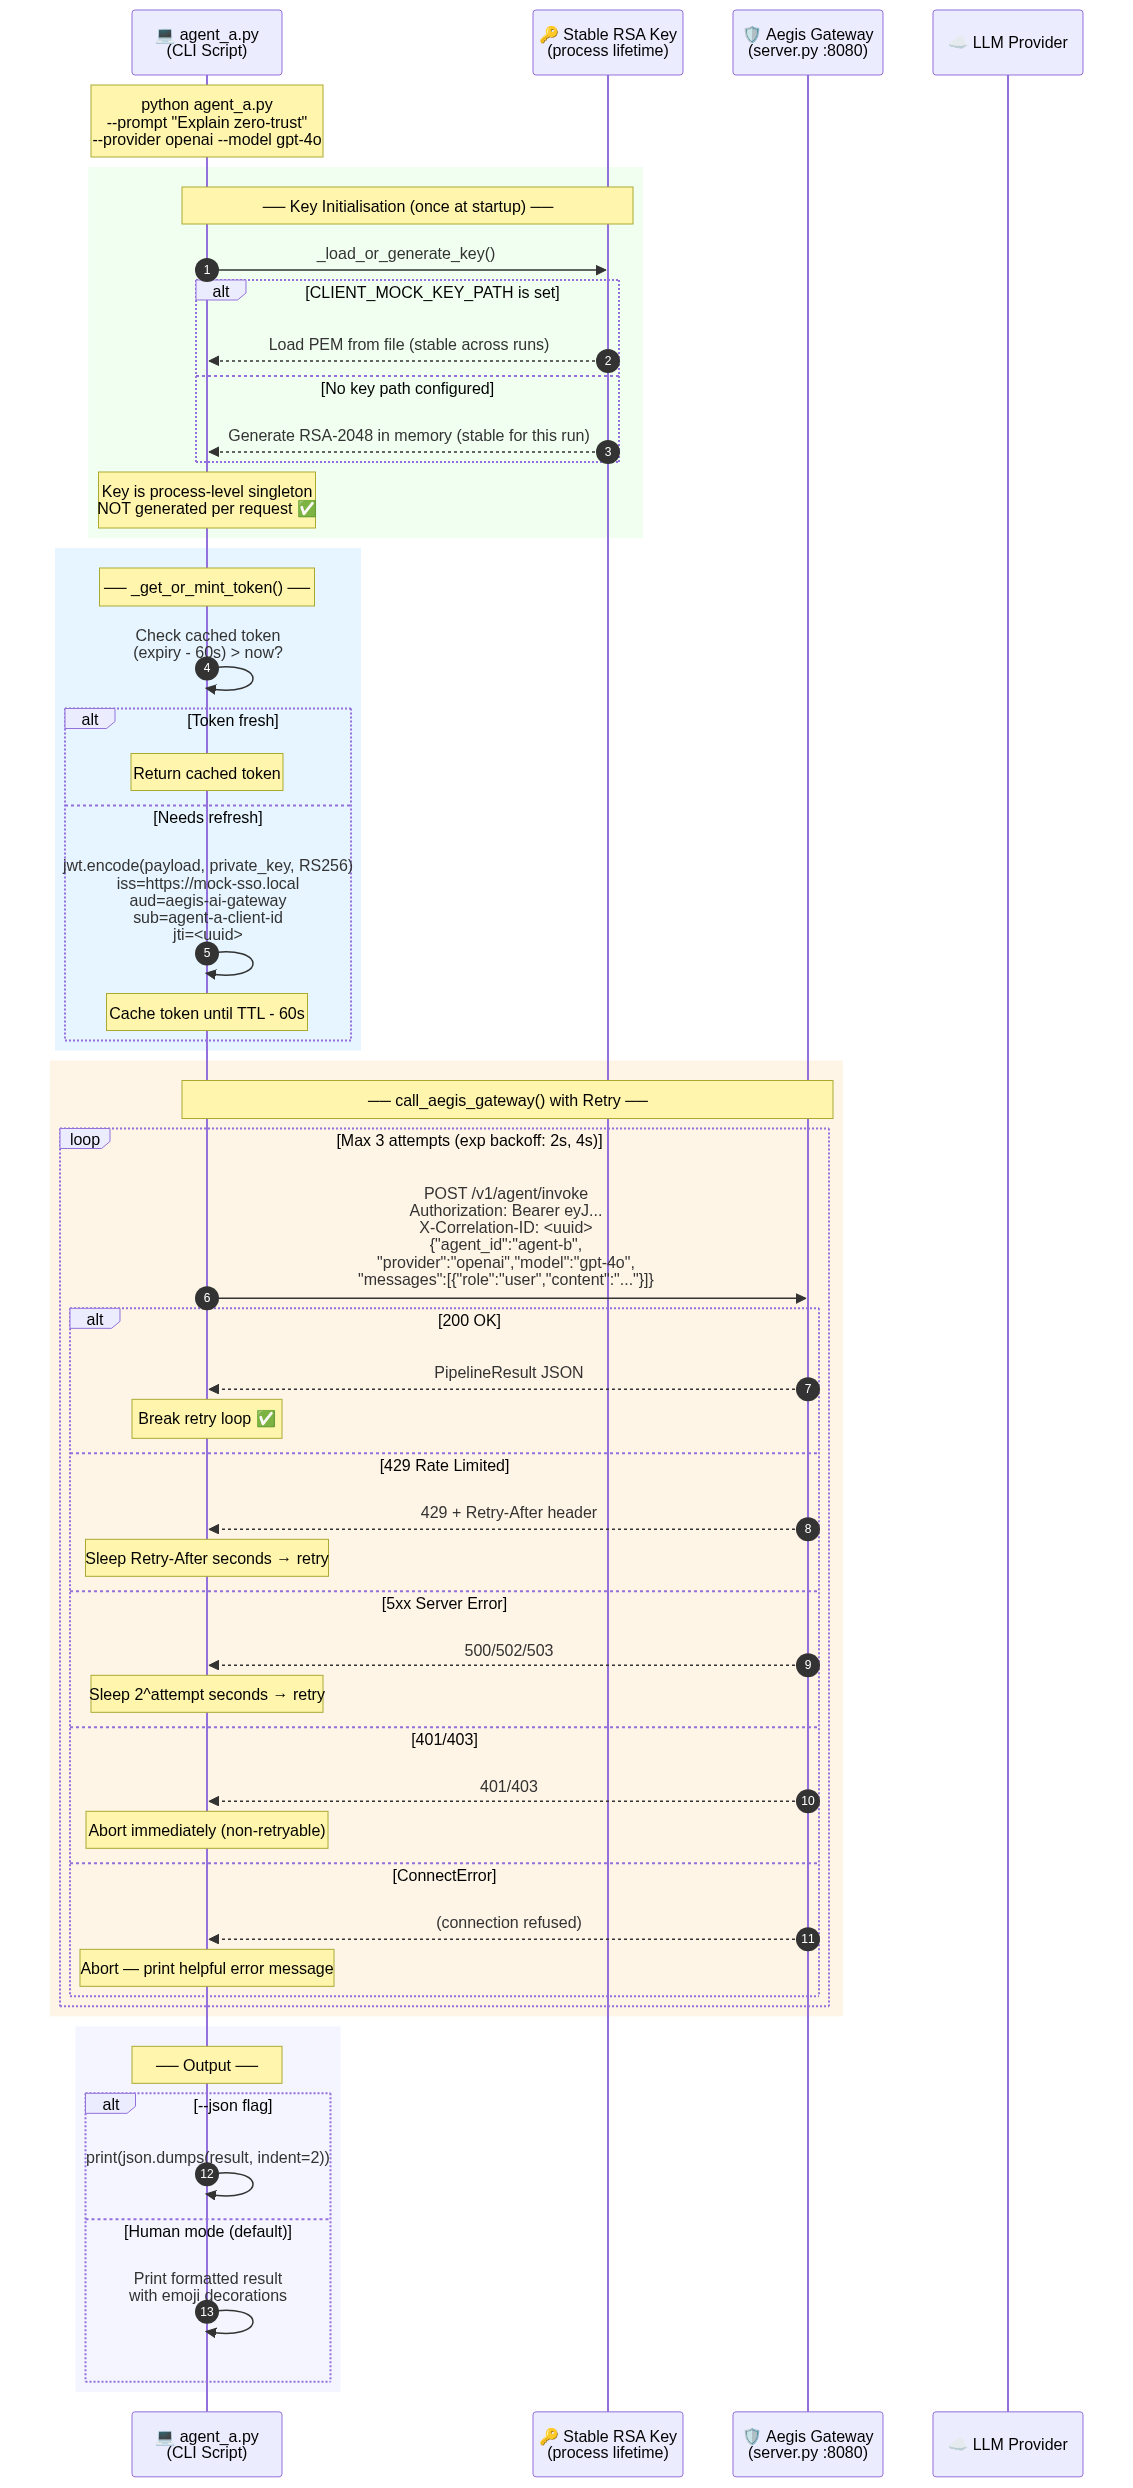 💻 agent_a.py
(CLI Script)
🔑 Stable RSA Key
(process lifetime)
🛡️ Aegis Gateway
(server.py :8080)
☁️ LLM Provider
python agent_a.py
--prompt "Explain zero-trust"
--provider openai --model gpt-4o
── Key Initialisation (once at startup) ──
_load_or_generate_key()
1
alt
[CLIENT_MOCK_KEY_PATH is set]
Load PEM from file (stable across runs)
2
[No key path configured]
Generate RSA-2048 in memory (stable for this run)
3
Key is process-level singleton
NOT generated per request ✅
── _get_or_mint_token() ──
Check cached token
(expiry - 60s) > now?
4
alt
[Token fresh]
Return cached token
[Needs refresh]
jwt.encode(payload, private_key, RS256)
iss=https://mock-sso.local
aud=aegis-ai-gateway
sub=agent-a-client-id
jti=<uuid>
5
Cache token until TTL - 60s
── call_aegis_gateway() with Retry ──
loop
[Max 3 attempts (exp backoff: 2s, 4s)]
POST /v1/agent/invoke
Authorization: Bearer eyJ...
X-Correlation-ID: <uuid>
{"agent_id":"agent-b",
"provider":"openai","model":"gpt-4o",
"messages":[{"role":"user","content":"..."}]}
6
alt
[200 OK]
PipelineResult JSON
7
Break retry loop ✅
[429 Rate Limited]
429 + Retry-After header
8
Sleep Retry-After seconds → retry
[5xx Server Error]
500/502/503
9
Sleep 2^attempt seconds → retry
[401/403]
401/403
10
Abort immediately (non-retryable)
[ConnectError]
(connection refused)
11
Abort — print helpful error message
── Output ──
alt
[--json flag]
print(json.dumps(result, indent=2))
12
[Human mode (default)]
Print formatted result
with emoji decorations
13
💻 agent_a.py
(CLI Script)
🔑 Stable RSA Key
(process lifetime)
🛡️ Aegis Gateway
(server.py :8080)
☁️ LLM Provider